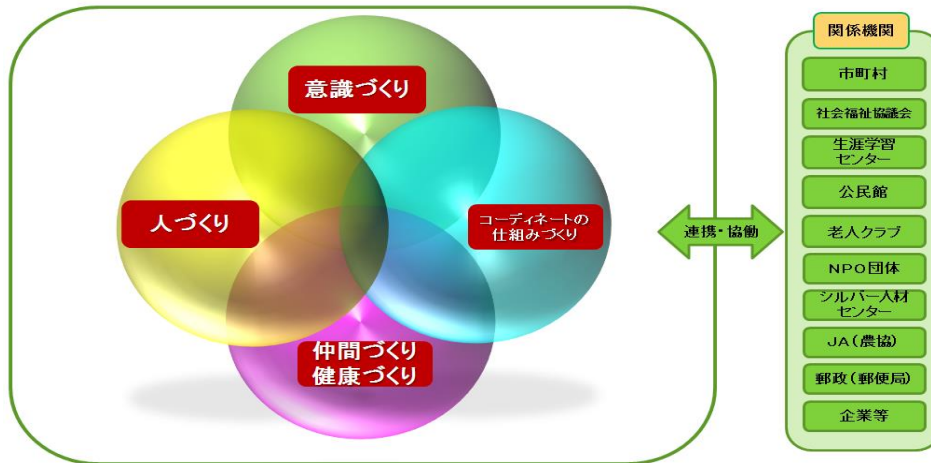 意識づくり
人づくり
コーディネートの
仕組みづくり
仲間づくり
健康づくり
連携・協働
関係機関
市町村
社会福祉協議会
生涯学習
センター
公民館
老人クラブ
NPO団体
シルバー人材
センター
JA(農協)
郵政(郵便局)
企業等